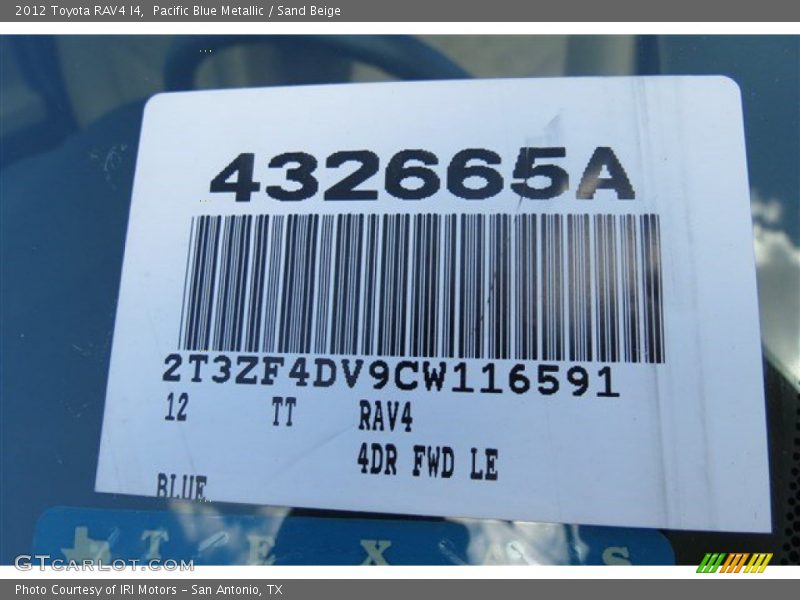 2012 Toyota RAV4 I4, Pacific Blue Metallic / Sand Beige
432665A
2T3ZF4DV9CW116591
12 TT RAV4
4DR FWD LE
BLUE
TEXAS
GTCARLOT.COM
Photo Courtesy of IRI Motors – San Antonio, TX